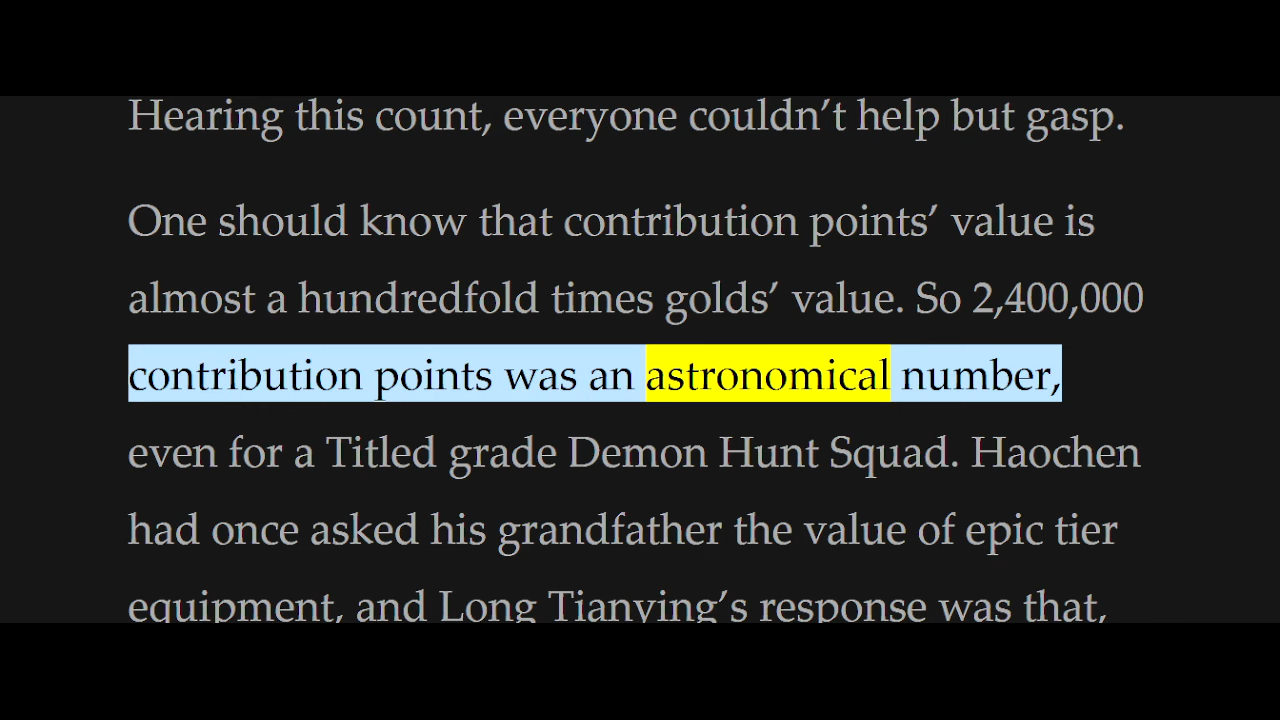 Hearing this count, everyone couldn’t help but gasp.
One should know that contribution points’ value is
almost a hundredfold times golds’ value. So 2,400,000
contribution points was an astronomical number,
even for a Titled grade Demon Hunt Squad. Haochen
had once asked his grandfather the value of epic tier
equipment, and Long Tianying’s response was that,